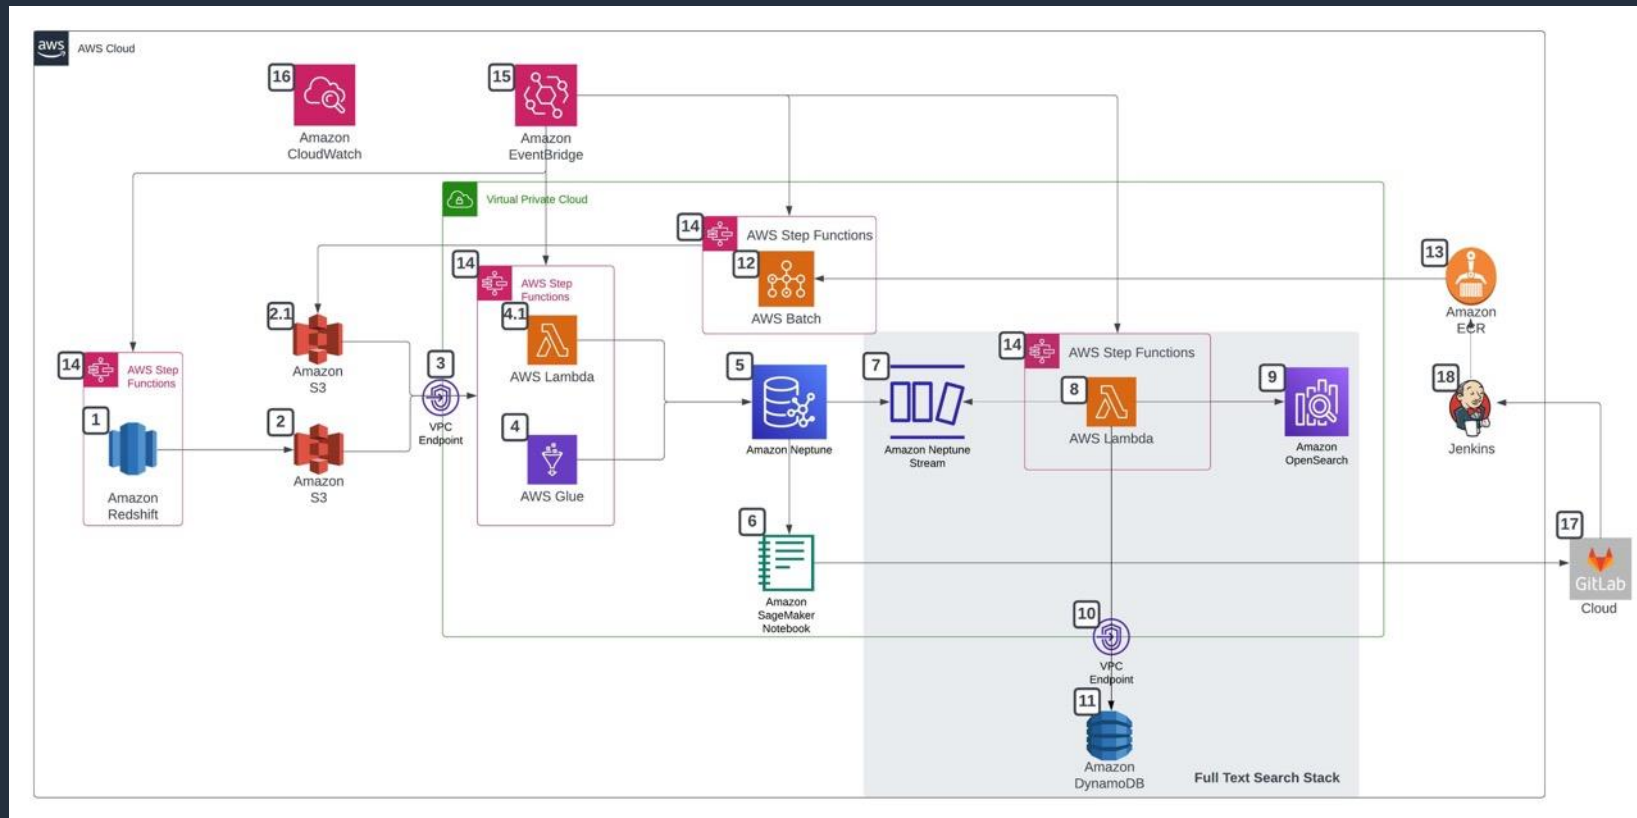 aws
AWS Cloud
16
Amazon
CloudWatch
15
Amazon
EventBridge
Virtual Private Cloud
14
AWS Step Functions
12
AWS Batch
13
Amazon
ECR
14
AWS Step
Functions
4.1
AWS Lambda
4
AWS Glue
2.1
Amazon
S3
14
AWS Step
Functions
1
Amazon
Redshift
2
Amazon
S3
3
VPC
Endpoint
5
Amazon Neptune
7
Amazon Neptune
Stream
14
AWS Step Functions
8
AWS Lambda
9
Amazon
OpenSearch
18
Jenkins
6
Amazon
SageMaker
Notebook
17
GitLab
Cloud
10
VPC
Endpoint
11
Amazon
DynamoDB
Full Text Search Stack